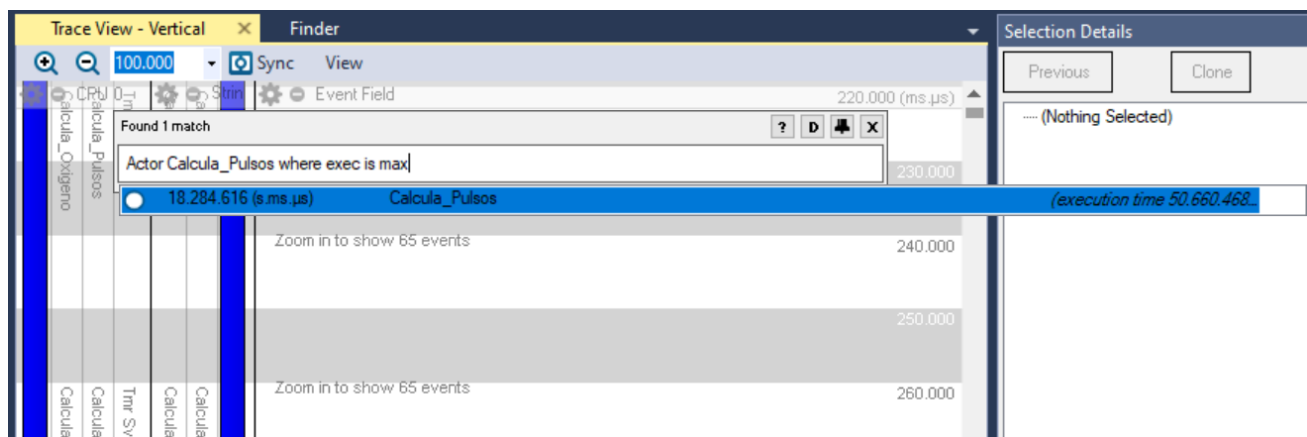 Trace View - Vertical
Finder
Selection Details
100.000
Sync View
Previous
Clone
CPU 0
Strin
Event Field
220.000 (ms.µs)
(Nothing Selected)
Calcula_Pulsos
Found 1 match
? D X
Actor Calcula_Pulsos where exec is max
230.000
18.284.616 (s.ms.µs)
Calcula_Pulsos
(execution time 50.660.468...
Zoom in to show 65 events
240.000
250.000
Zoom in to show 65 events
260.000
Calcula
Calcula
Tmr Sv
Calcula
Calcula